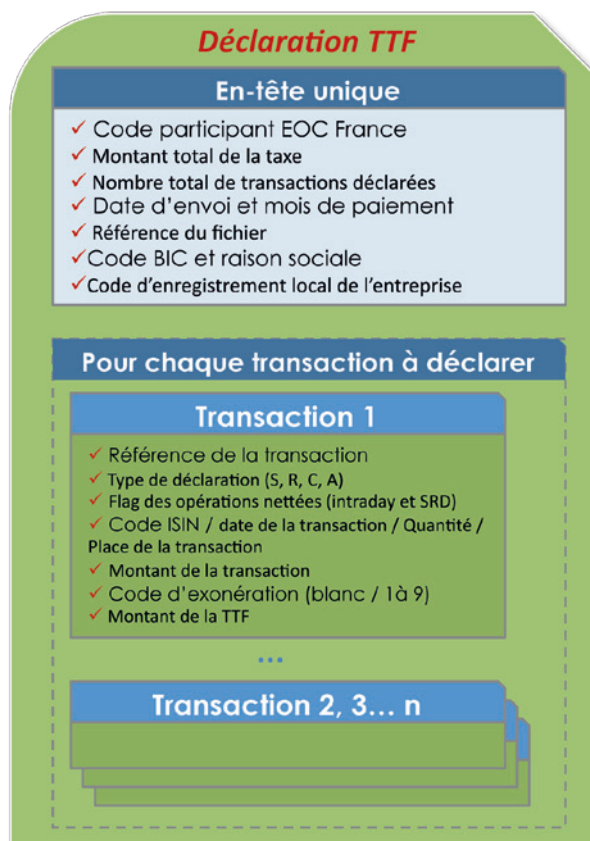 Déclaration TTF
En-tête unique
✓ Code participant EOC France
✓ Montant total de la taxe
✓ Nombre total de transactions déclarées
✓ Date d'envoi et mois de paiement
✓ Référence du fichier
✓ Code BIC et raison sociale
✓ Code d'enregistrement local de l'entreprise
Pour chaque transaction à déclarer
Transaction 1
✓ Référence de la transaction
✓ Type de déclaration (S, R, C, A)
✓ Flag des opérations nettées (intraday et SRD)
✓ Code ISIN / date de la transaction / Quantité /
Place de la transaction
✓ Montant de la transaction
✓ Code d'exonération (blanc / 1à 9)
✓ Montant de la TTF
...
Transaction 2, 3... n